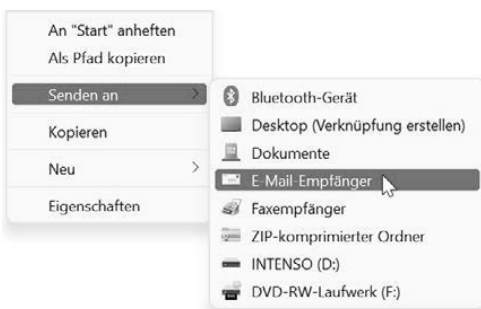 An "Start" anheften
Als Pfad kopieren
Senden an
Kopieren
Neu
Eigenschaften
Bluetooth-Gerät
Desktop (Verknüpfung erstellen)
Dokumente
E-Mail-Empfänger
Faxempfänger
ZIP-komprimierter Ordner
INTENSO (D:)
DVD-RW-Laufwerk (F:)